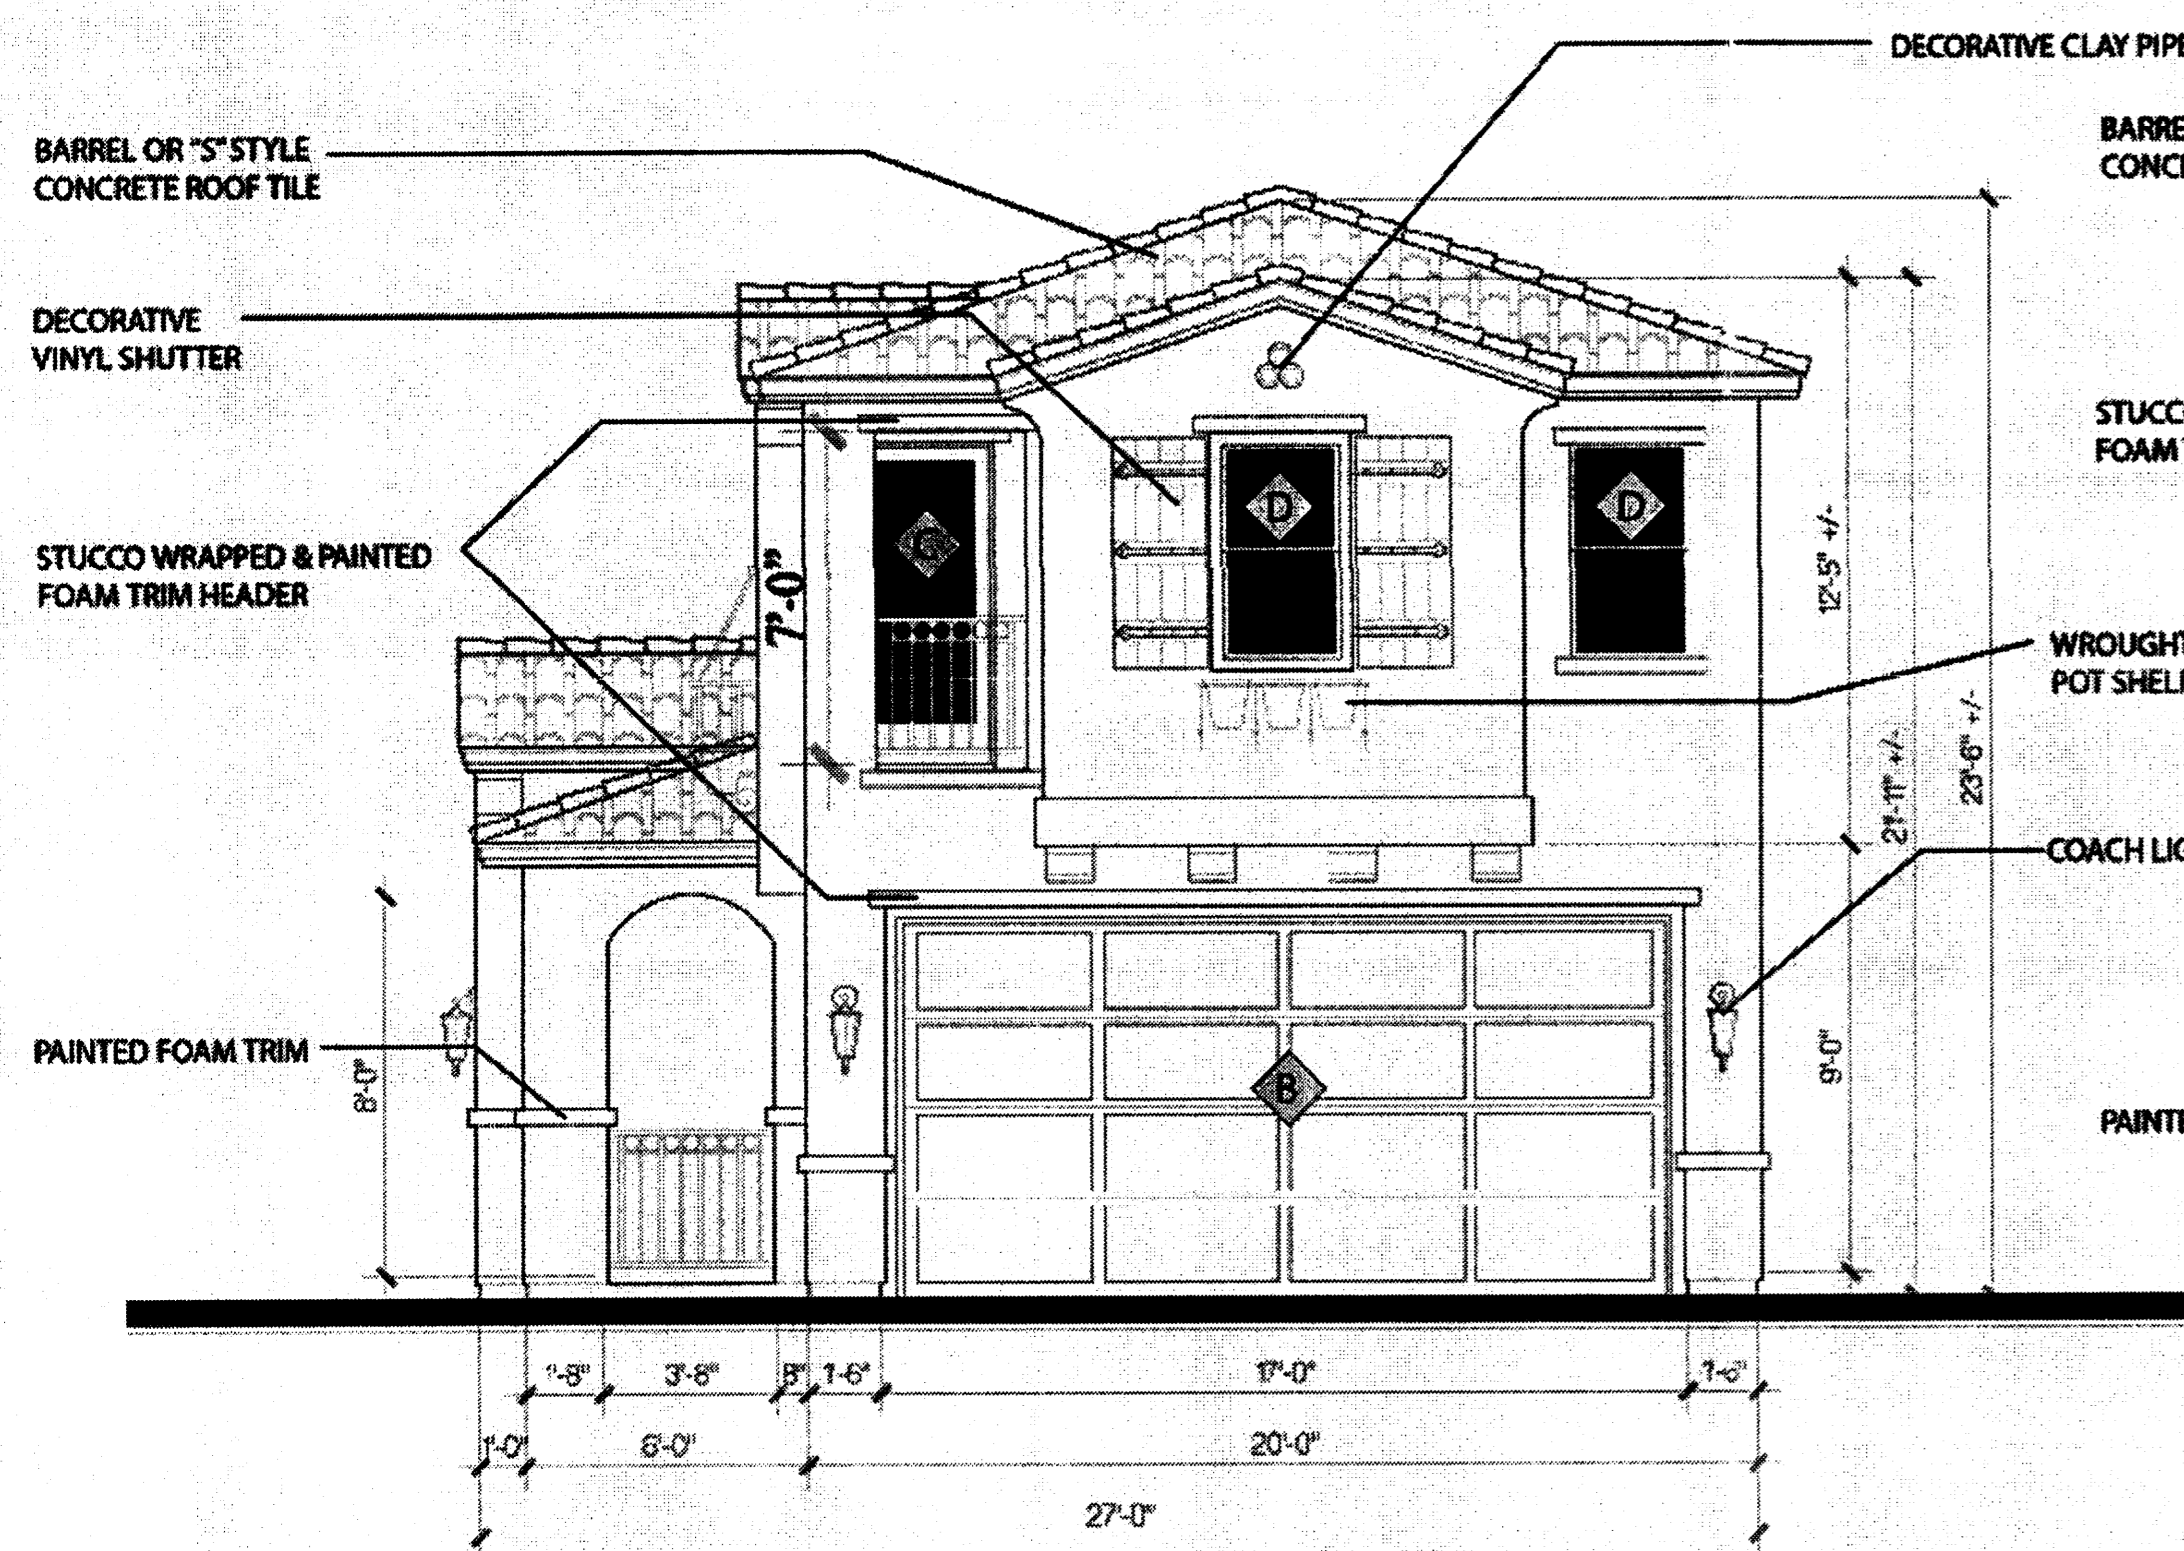 DECORATIVE CLAY PIPE
BARREL OR "S" STYLE
CONCRETE ROOF TILE
BARRE
CONC
DECORATIVE
VINYL SHUTTER
STUCC
FOAM
D
D
C
STUCCO WRAPPED & PAINTED
FOAM TRIM HEADER
7'-0"
12'-5" +/-
WROUGHT
POT SHEL
21'-11" +/-
23'-6" +/-
COACH LIG
PAINTED FOAM TRIM
8'-0"
B
9'-0"
PAINT
3'-8"
8"
1'-6"
17'-0"
1'-6"
1'-0"
6'-0"
20'-0"
27'-0"